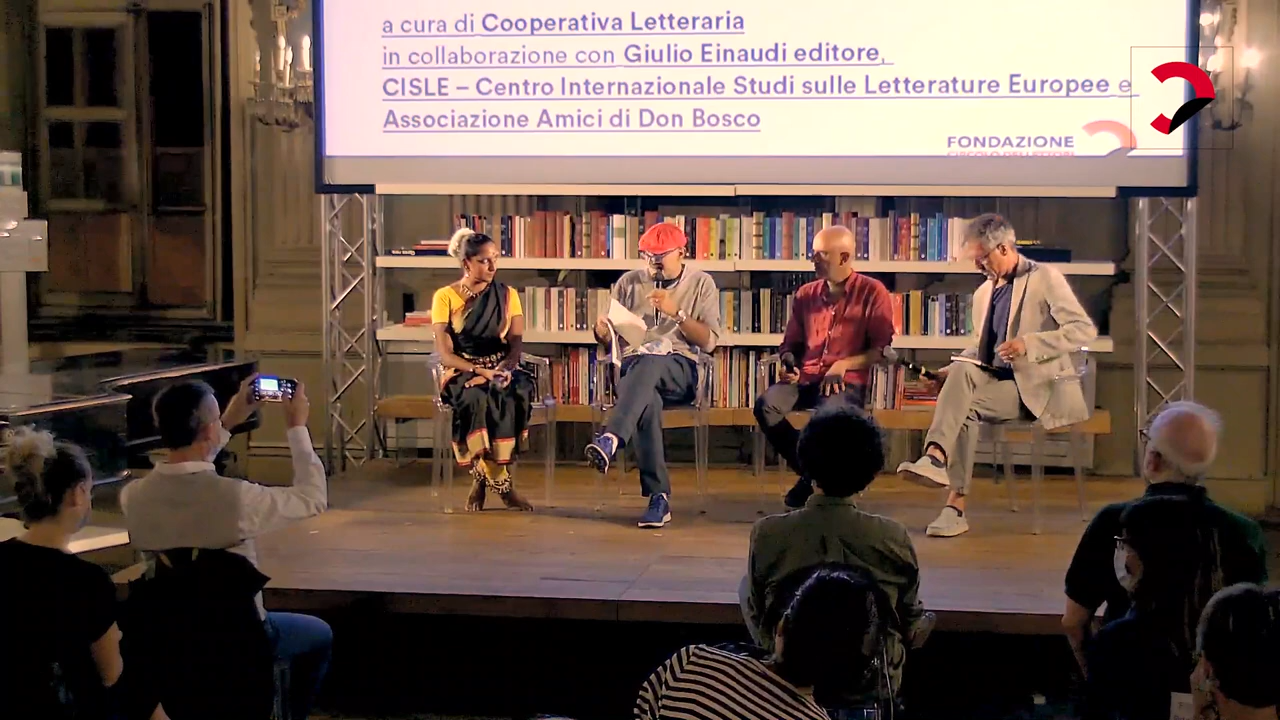 a cura di Cooperativa Letteraria
in collaborazione con Giulio Einaudi editore,
CISLE – Centro Internazionale Studi sulle Letterature Europee e
Associazione Amici di Don Bosco
FONDAZIONE